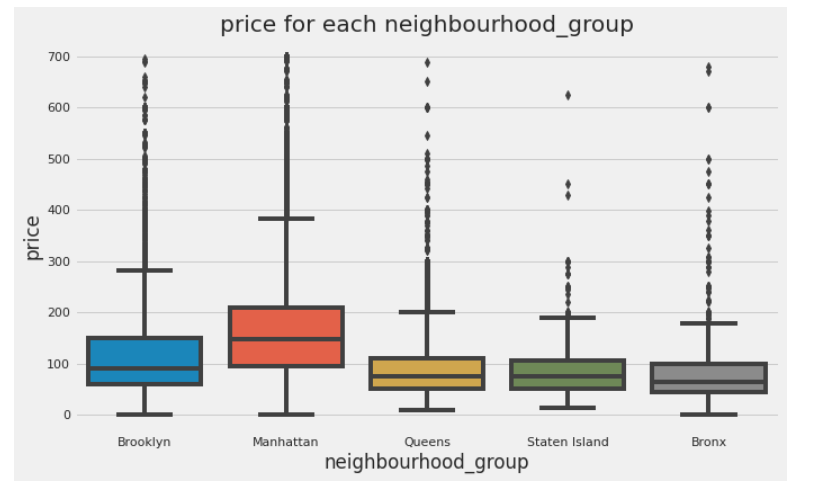 price for each neighbourhood_group
700
600
500
400
300
200
100
0
price
Brooklyn Manhattan Queens Staten Island Bronx
neighbourhood_group